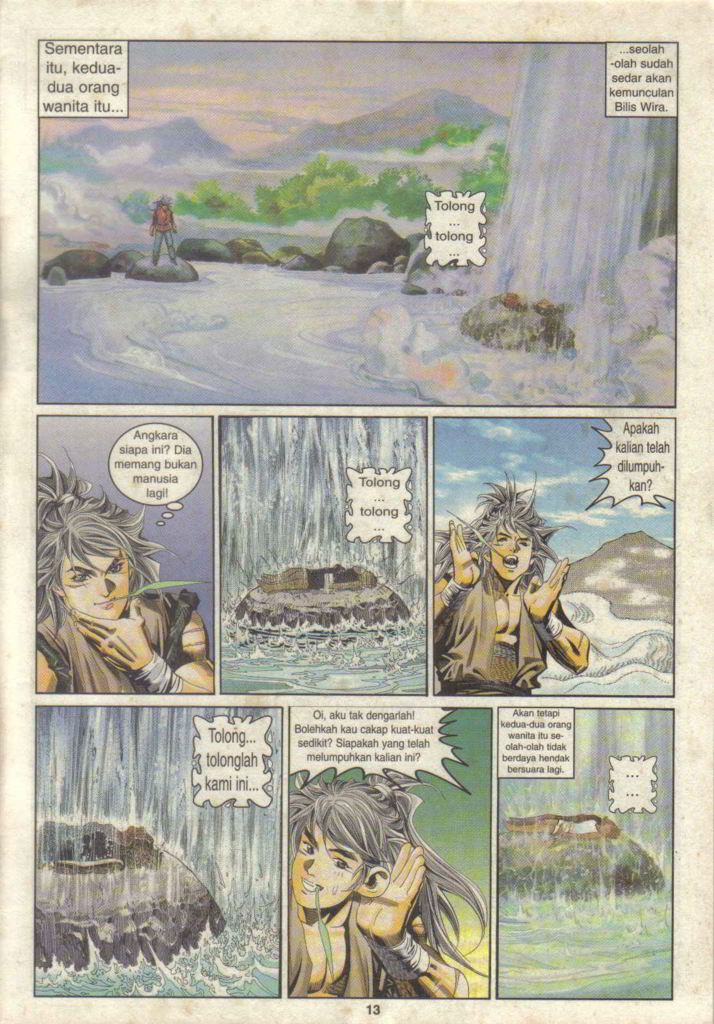 Sementara
itu, kedua-
dua orang
wanita itu...
...seolah
-olah sudah
sedar akan
kemunculan
Bilis Wira.
Tolong
...
tolong
...
Angkara
siapa ini? Dia
memang bukan
manusia
lagi!
Tolong
...
tolong
...
Apakah
kalian telah
dilumpuh-
kan?
Tolong...
tolonglah
kami ini...
Oi, aku tak dengarlah!
Bolehkah kau cakap kuat-kuat
sedikit? Siapakah yang telah
melumpuhkan kalian ini?
Akan tetapi
kedua-dua orang
wanita itu se-
olah-olah tidak
berdaya hendak
bersuara lagi.
...
...
13